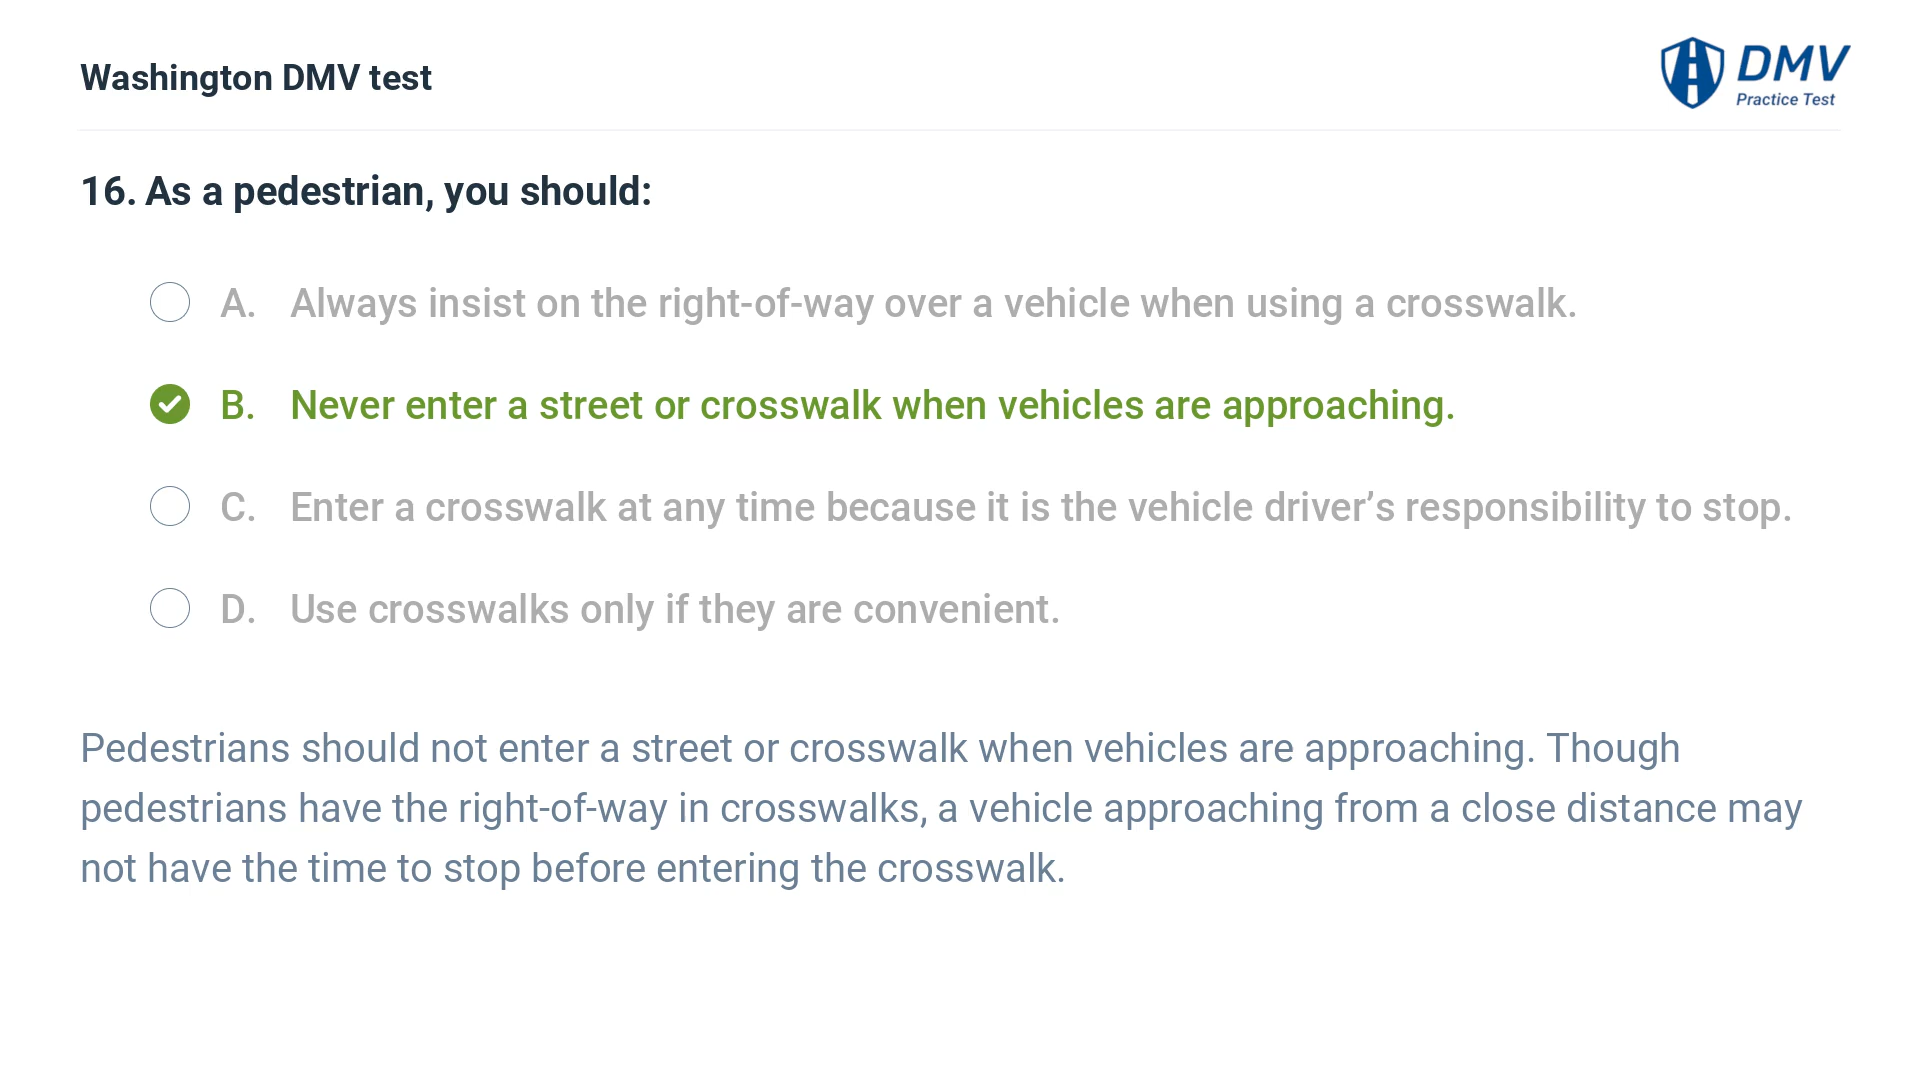 Washington DMV test
DMV
Practice Test
16. As a pedestrian, you should:
A. Always insist on the right-of-way over a vehicle when using a crosswalk.
B. Never enter a street or crosswalk when vehicles are approaching.
C. Enter a crosswalk at any time because it is the vehicle driver’s responsibility to stop.
D. Use crosswalks only if they are convenient.
Pedestrians should not enter a street or crosswalk when vehicles are approaching. Though
pedestrians have the right-of-way in crosswalks, a vehicle approaching from a close distance may
not have the time to stop before entering the crosswalk.